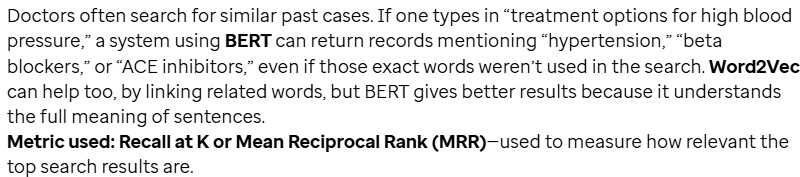 Doctors often search for similar past cases. If one types in “treatment options for high blood
pressure,” a system using BERT can return records mentioning “hypertension,” “beta
blockers,” or “ACE inhibitors,” even if those exact words weren’t used in the search. Word2Vec
can help too, by linking related words, but BERT gives better results because it understands
the full meaning of sentences.
Metric used: Recall at K or Mean Reciprocal Rank (MRR)—used to measure how relevant the
top search results are.